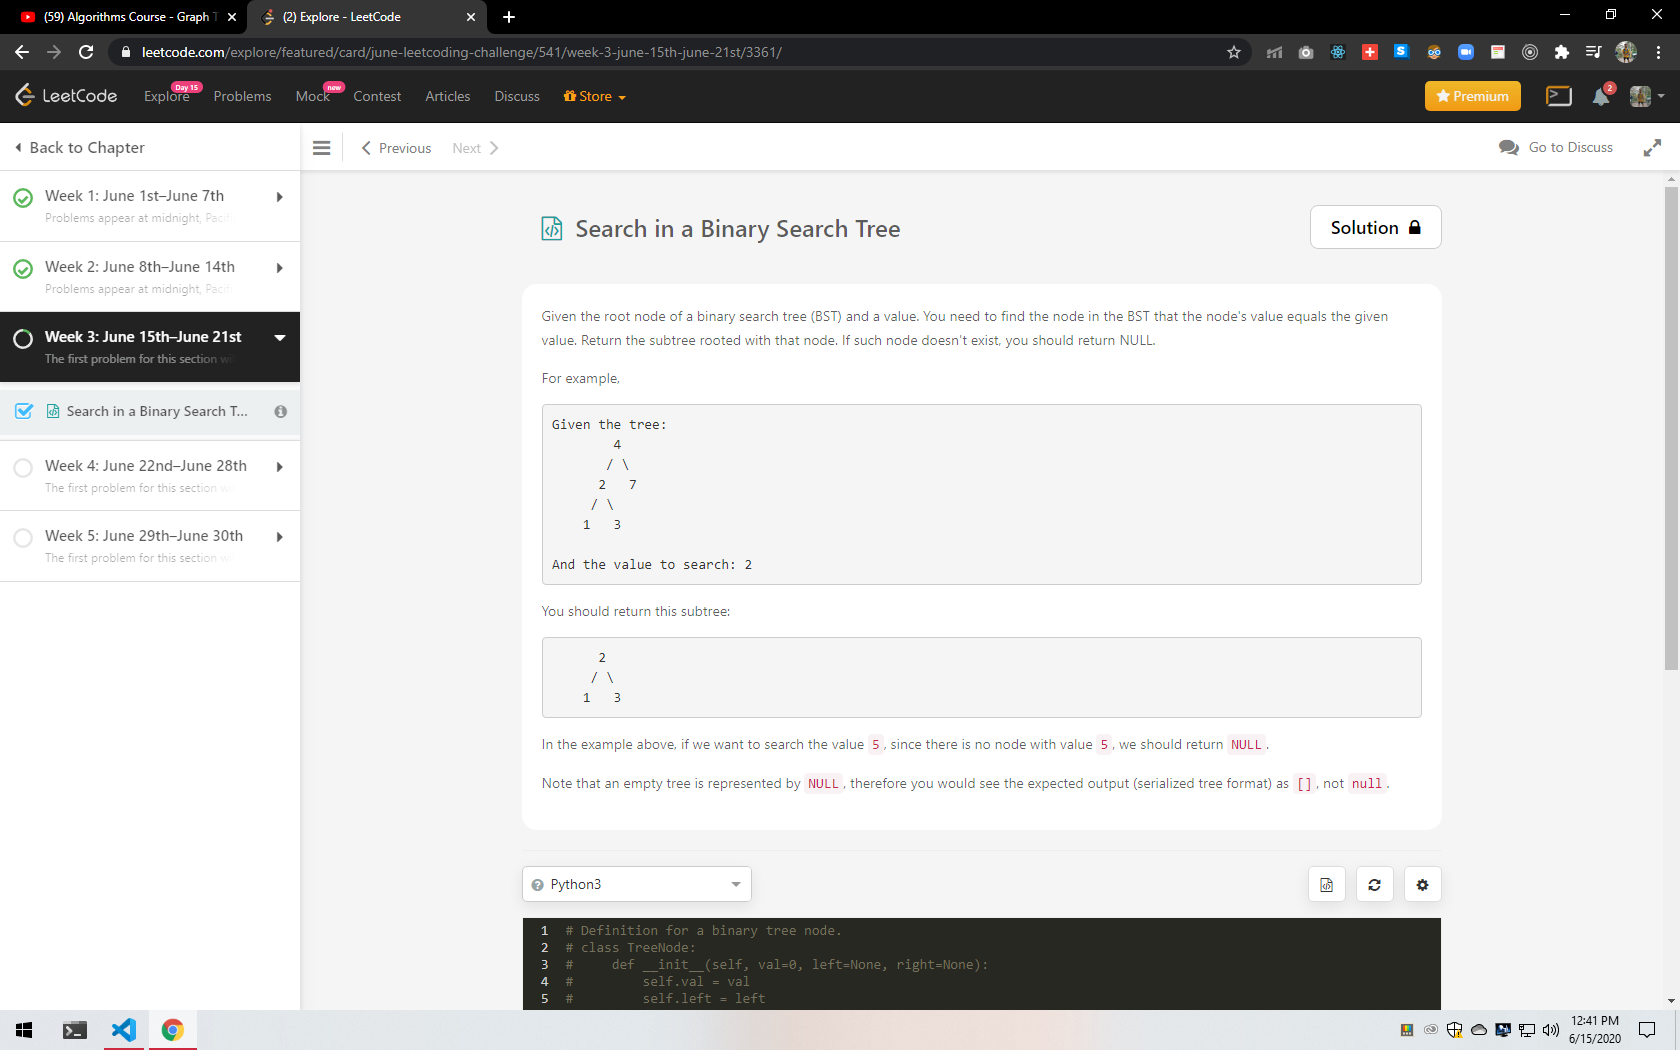 (59) Algorithms Course - Graph T
(2) Explore - LeetCode
leetcode.com/explore/featured/card/june-leetcoding-challenge/541/week-3-june-15th-june-21st/3361/
LeetCode
Explore
Day 15
Problems
Mock
new
Contest
Articles
Discuss
Store
Premium
2
Back to Chapter
Previous
Next
Go to Discuss
Week 1: June 1st–June 7th
Problems appear at midnight, Pacifi
Week 2: June 8th–June 14th
Problems appear at midnight, Pacifi
Week 3: June 15th–June 21st
The first problem for this section wi
Search in a Binary Search T...
Week 4: June 22nd–June 28th
The first problem for this section wi
Week 5: June 29th–June 30th
The first problem for this section wi
Search in a Binary Search Tree
Solution
Given the root node of a binary search tree (BST) and a value. You need to find the node in the BST that the node's value equals the given
value. Return the subtree rooted with that node. If such node doesn't exist, you should return NULL.
For example,
Given the tree:
4
/ \
2 7
/ \
1 3
And the value to search: 2
You should return this subtree:
2
/ \
1 3
In the example above, if we want to search the value 5, since there is no node with value 5, we should return NULL.
Note that an empty tree is represented by NULL, therefore you would see the expected output (serialized tree format) as [], not null.
Python3
1 # Definition for a binary tree node.
2 # class TreeNode:
3 # def __init__(self, val=0, left=None, right=None):
4 # self.val = val
5 # self.left = left
12:41 PM
6/15/2020